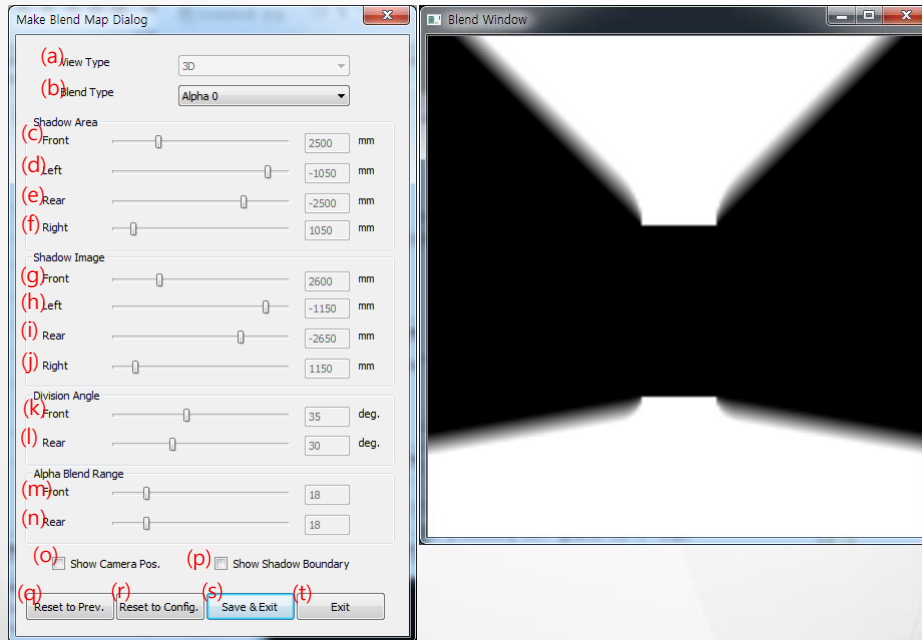 Make Blend Map Dialog
(a) View Type 3D
(b) Blend Type Alpha 0
Shadow Area
(c) Front 2500 mm
(d) Left -1050 mm
(e) Rear -2500 mm
(f) Right 1050 mm
Shadow Image
(g) Front 2600 mm
(h) Left -1150 mm
(i) Rear -2650 mm
(j) Right 1150 mm
Division Angle
(k) Front 35 deg.
(l) Rear 30 deg.
Alpha Blend Range
(m) Front 18
(n) Rear 18
(o) Show Camera Pos. (p) Show Shadow Boundary
(q) Reset to Prev. (r) Reset to Config. (s) Save & Exit (t) Exit
Blend Window